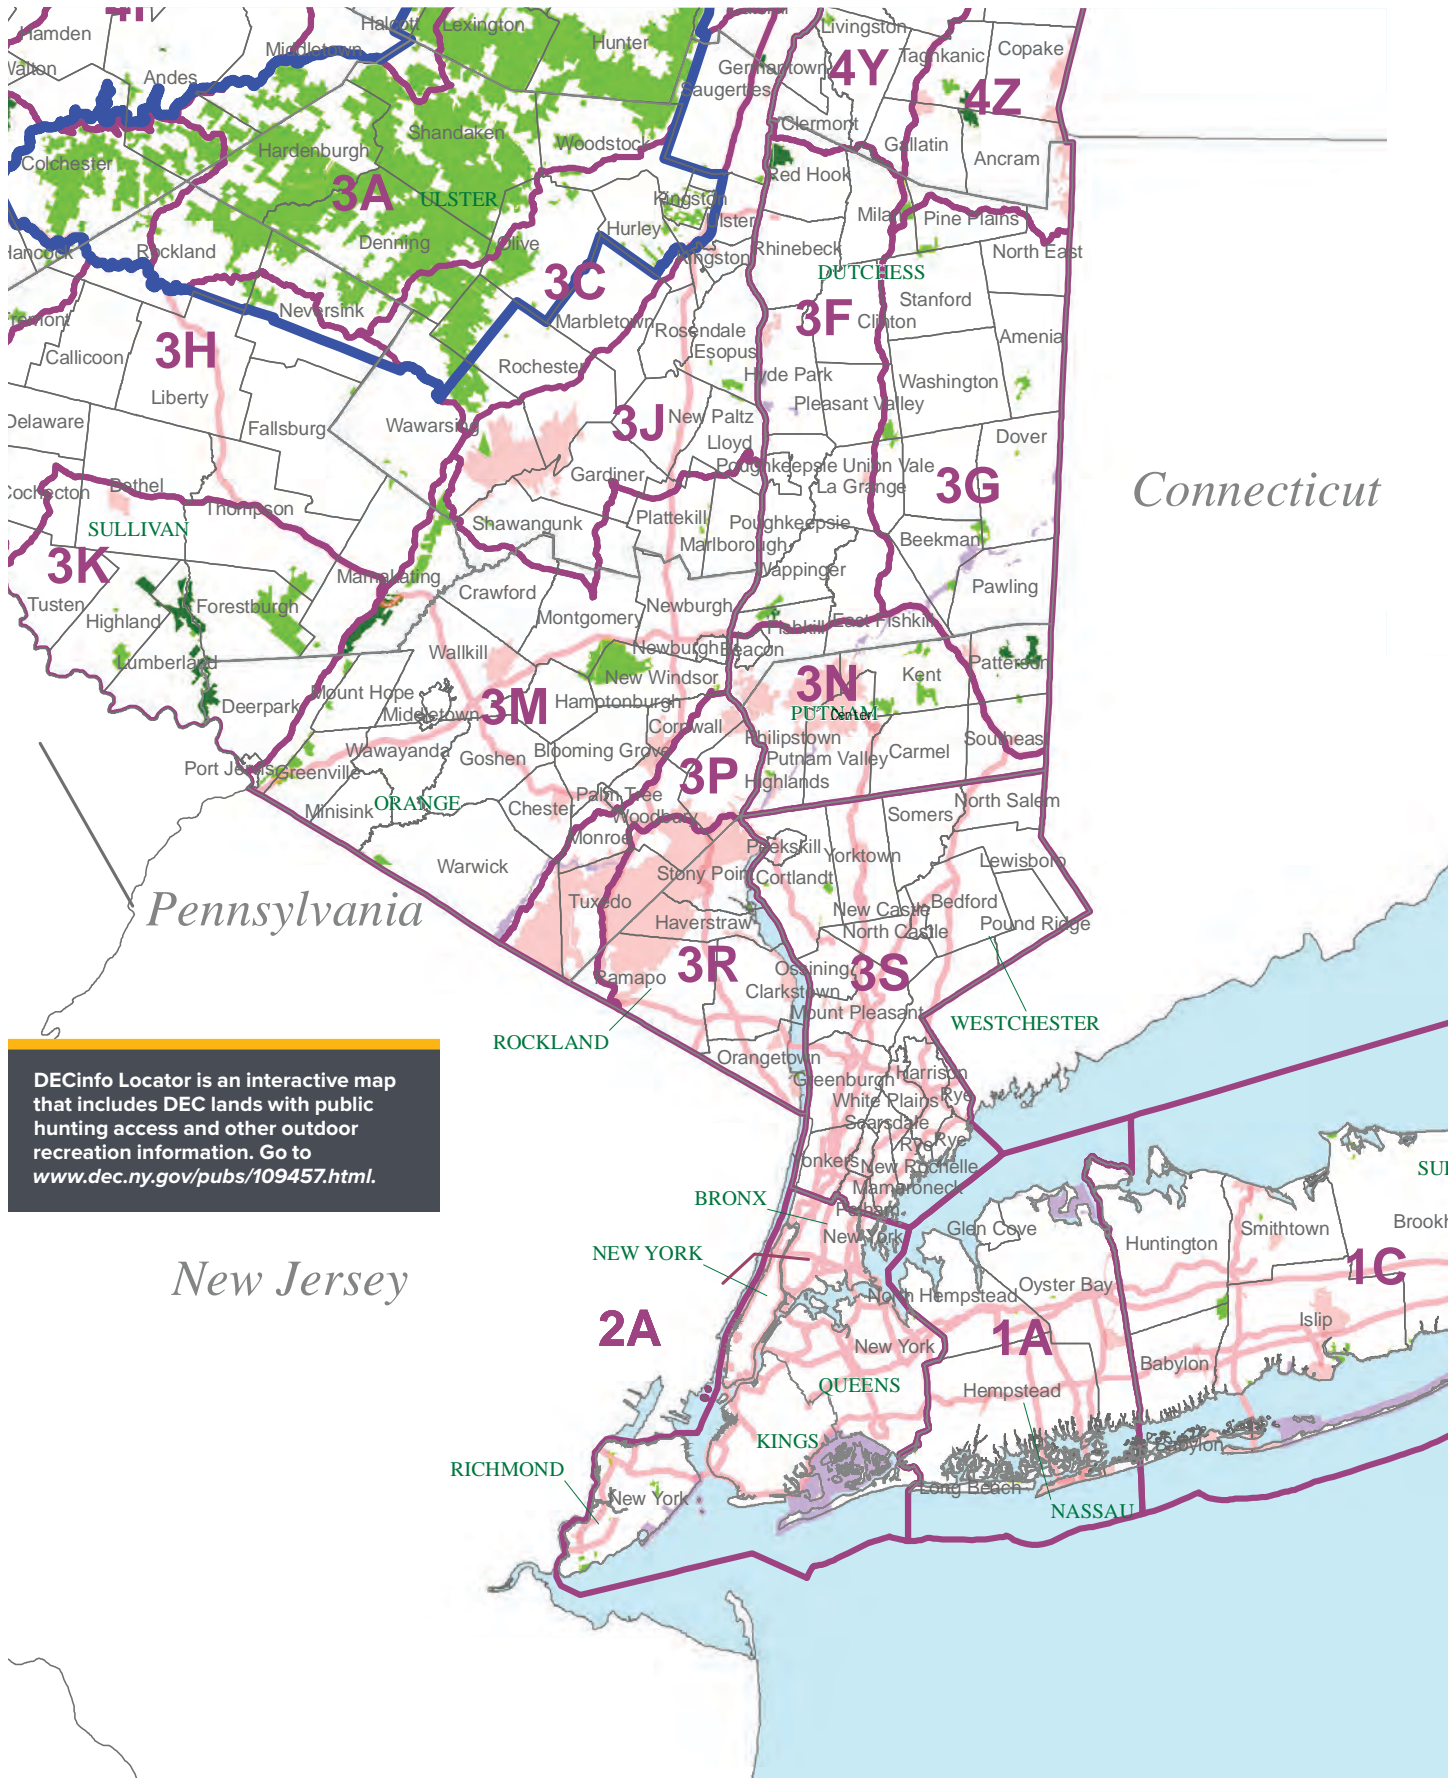 Hamden
Halcott
Lexington
Hunter
Livingston
Walton
Andes
Middletown
Germantown
4Y
Taghkanic
Copake
Saugerties
4Z
Clermont
Colchester
Hardenburgh
Shandaken
Woodstock
Gallatin
Ancram
3A
ULSTER
Red Hook
Kingston
Milan
Pine Plains
Hancock
Rockland
Denning
Olive
Hurley
Ulster
Kingston
Rhinebeck
North East
DUTCHESS
3C
Neversink
Marbletown
3F
Stanford
Clinton
Rosendale
Esopus
Amenia
3H
Callicoon
Rochester
Hyde Park
Washington
Liberty
Pleasant Valley
Delaware
Fallsburg
Wawarsing
3J
New Paltz
Lloyd
Dover
Poughkeepsie
Union Vale
Gardiner
La Grange
3G
Connecticut
Cochecton
Bethel
Thompson
Plattekill
Shawangunk
Poughkeepsie
SULLIVAN
Marlborough
Beekman
3K
Mamakating
Wappinger
Pawling
Tusten
Highland
Forestburgh
Crawford
Montgomery
Newburgh
Fishkill
East Fishkill
Lumberland
Wallkill
Newburgh
Beacon
Patterson
Deerpark
Mount Hope
New Windsor
3N
Kent
Middletown
3M
Hamptonburgh
PUTNAM
Center
Cornwall
Philipstown
Wawayanda
Goshen
Blooming Grove
Putnam Valley
Carmel
Southeast
Port Jervis
Greenville
3P
Highlands
Minisink
ORANGE
Chester
Palm Tree
Woodbury
Somers
North Salem
Monroe
Peekskill
Yorktown
Lewisboro
Warwick
Stony Point
Cortlandt
Pennsylvania
Tuxedo
New Castle
Bedford
Haverstraw
North Castle
Pound Ridge
3R
Ossining
3S
Ramapo
Clarkstown
Mount Pleasant
ROCKLAND
WESTCHESTER
Orangetown
Greenburgh
Harrison
White Plains
Rye
Scarsdale
Rye
Rye
Yonkers
New Rochelle
Mamaroneck
Pelham
DECinfo Locator is an interactive map
that includes DEC lands with public
hunting access and other outdoor
recreation information. Go to
www.dec.ny.gov/pubs/109457.html.
BRONX
New York
Glen Cove
Huntington
Smithtown
NEW YORK
New Jersey
North Hempstead
Oyster Bay
1C
2A
New York
1A
Islip
Babylon
QUEENS
Hempstead
KINGS
Babylon
RICHMOND
New York
Long Beach
NASSAU